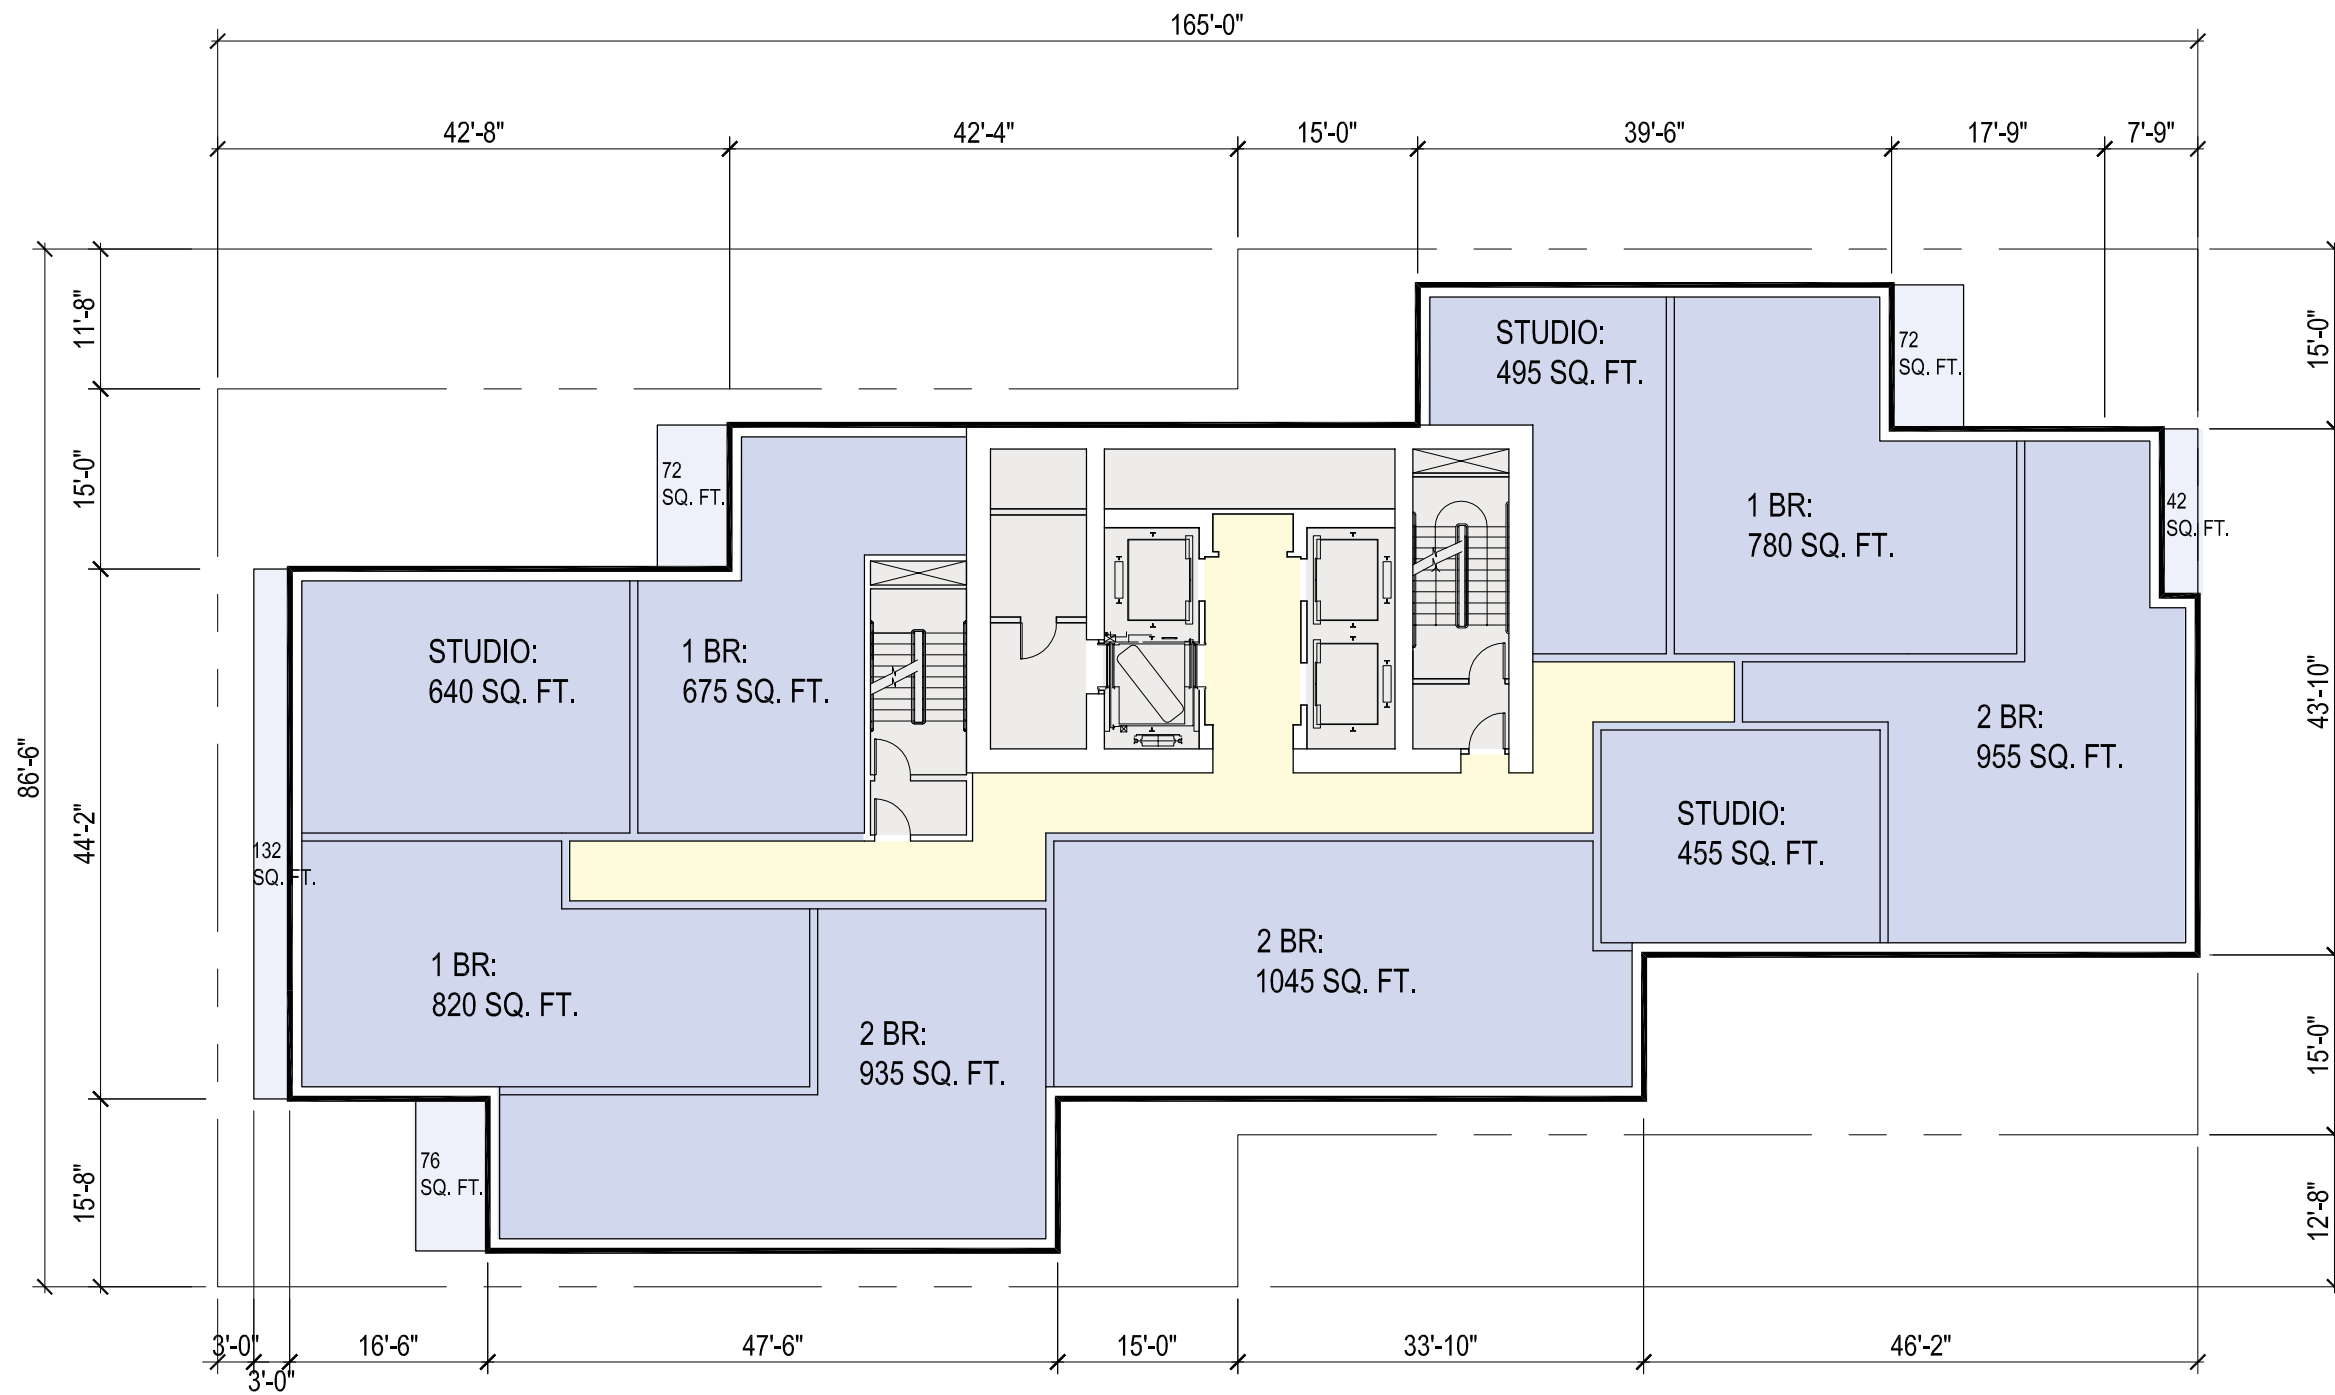 165'-0"
42'-8"
42'-4"
15'-0"
39'-6"
17'-9"
7'-9"
11'-8"
15'-0"
44'-2"
15'-8"
86'-6"
15'-0"
43'-10"
15'-0"
12'-8"
STUDIO:
495 SQ. FT.
72
SQ. FT.
72
SQ. FT.
1 BR:
780 SQ. FT.
42
SQ. FT.
STUDIO:
640 SQ. FT.
1 BR:
675 SQ. FT.
2 BR:
955 SQ. FT.
STUDIO:
455 SQ. FT.
132
SQ. FT.
1 BR:
820 SQ. FT.
2 BR:
1045 SQ. FT.
2 BR:
935 SQ. FT.
76
SQ. FT.
3'-0"
3'-0"
16'-6"
47'-6"
15'-0"
33'-10"
46'-2"